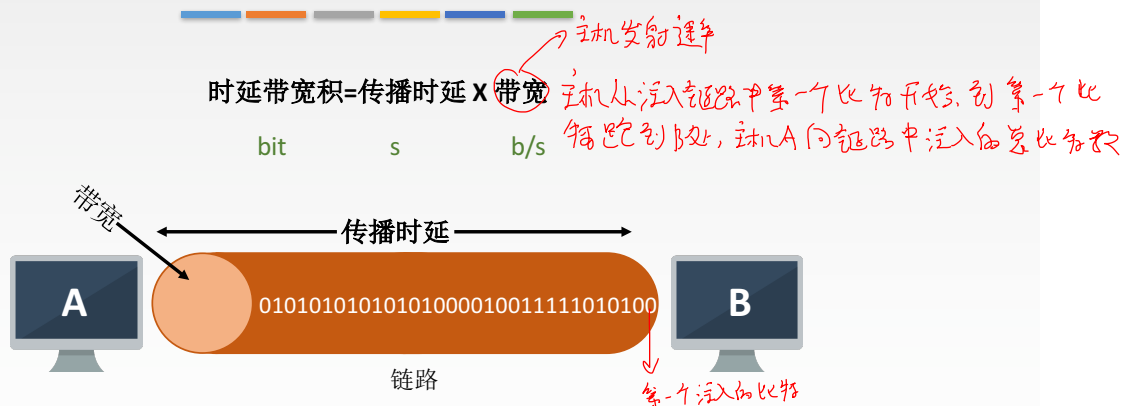 主机发射速率
时延带宽积=传播时延 X 带宽
主机从注入链路中第一个比特开始,到第一个比
特跑到B处,主机A向链路中注入的总比特数
bit s b/s
带宽
传播时延
A 010101010101010000100111110101​00 B
链路
第一个注入的比特